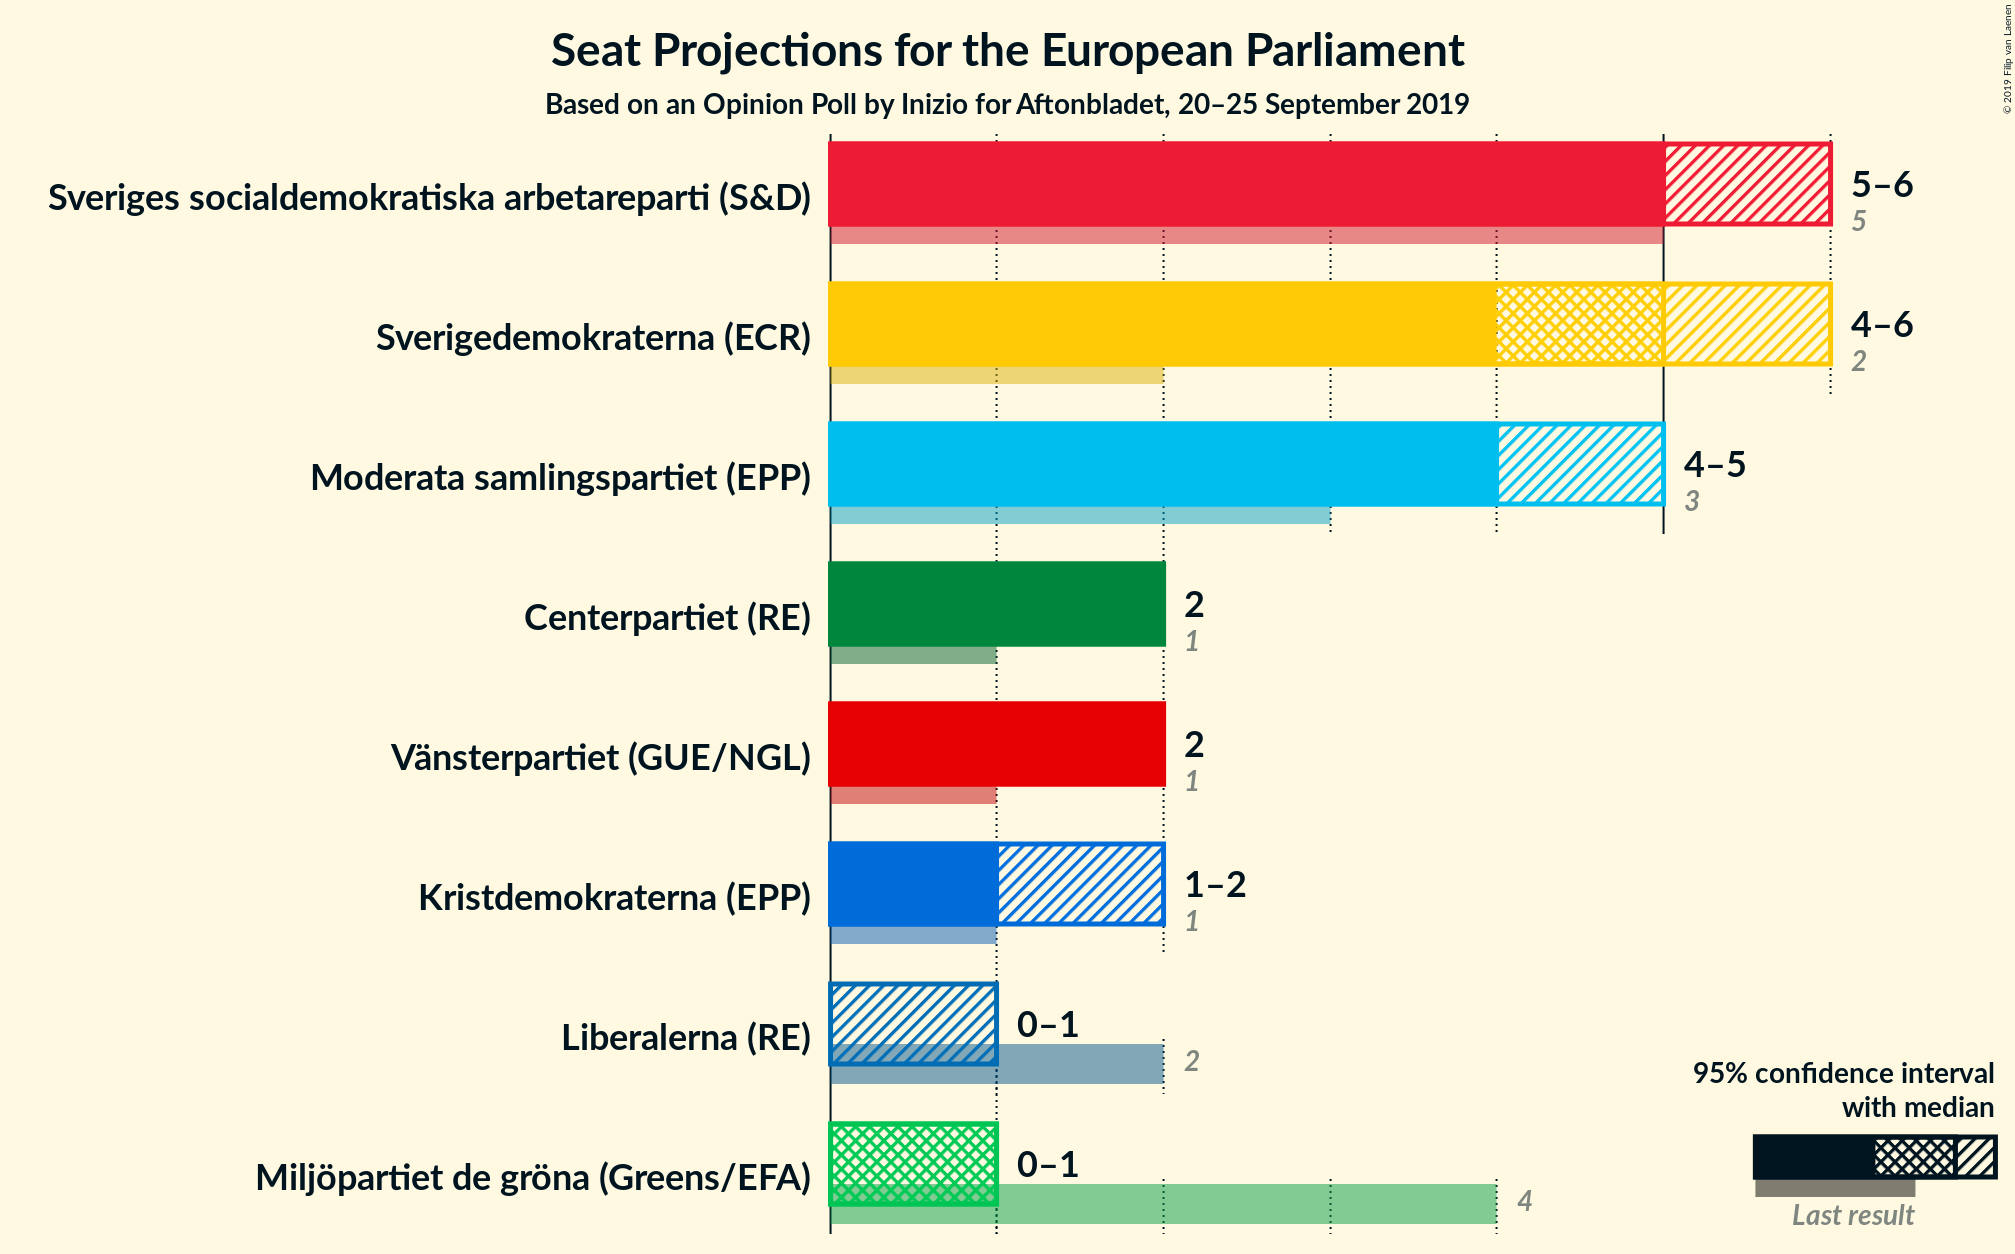 Seat Projections for the European Parliament
Based on an Opinion Poll by Inizio for Aftonbladet, 20–25 September 2019
© 2019 Filip van Laenen
Sveriges socialdemokratiska arbetareparti (S&D)
5–6
5
Sverigedemokraterna (ECR)
4–6
2
Moderata samlingspartiet (EPP)
4–5
3
Centerpartiet (RE)
2
1
Vänsterpartiet (GUE/NGL)
2
1
Kristdemokraterna (EPP)
1–2
1
Liberalerna (RE)
0–1
2
Miljöpartiet de gröna (Greens/EFA)
0–1
4
95% confidence interval
with median
Last result